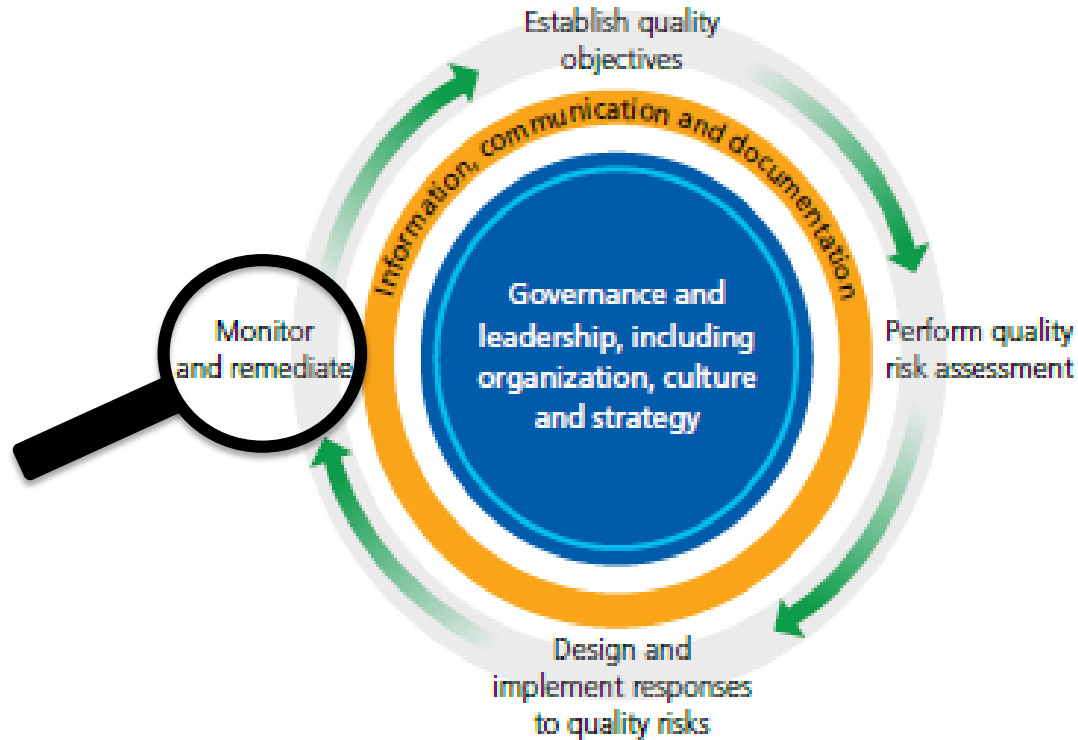 Establish quality
objectives
Information, communication and documentation
Governance and
leadership, including
organization, culture
and strategy
Monitor
and remediate
Perform quality
risk assessment
Design and
implement responses
to quality risks